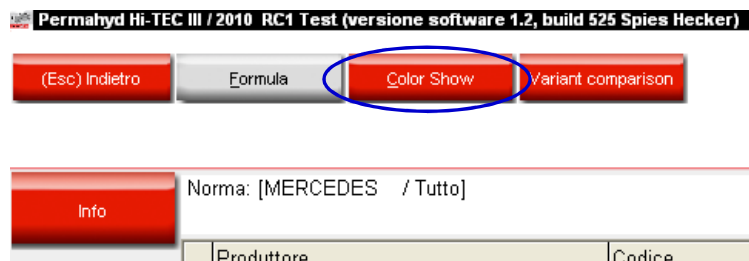 Permahyd Hi-TEC III / 2010 RC1 Test (versione software 1.2, build 525 Spies Hecker)
(Esc) Indietro Formula Color Show Variant comparison
Info Norma: [MERCEDES / Tutto]
Produttore Codice